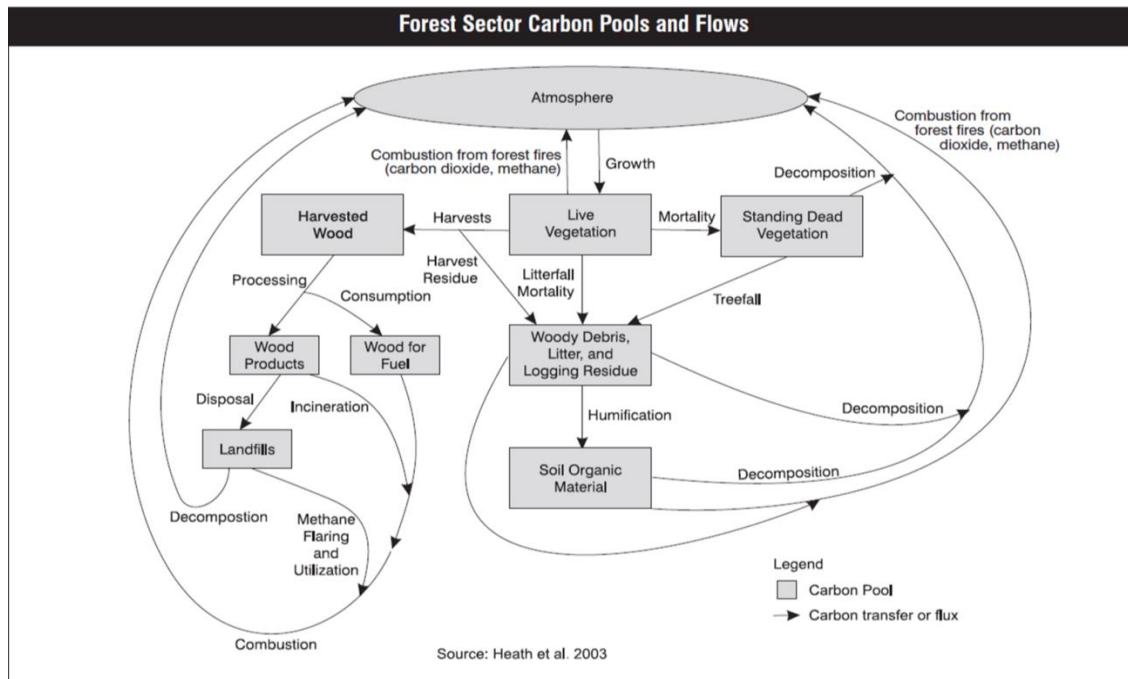 Forest Sector Carbon Pools and Flows
Atmosphere
Combustion from forest fires
(carbon dioxide, methane)
Growth
Combustion from
forest fires (carbon
dioxide, methane)
Decomposition
Harvested
Wood
Harvests
Live
Vegetation
Mortality
Standing Dead
Vegetation
Harvest
Residue
Litterfall
Mortality
Treefall
Processing
Consumption
Wood
Products
Wood for
Fuel
Woody Debris,
Litter, and
Logging Residue
Disposal
Incineration
Humification
Decomposition
Landfills
Soil Organic
Material
Decomposition
Decompostion
Methane
Flaring
and
Utilization
Combustion
Legend
Carbon Pool
Carbon transfer or flux
Source: Heath et al. 2003